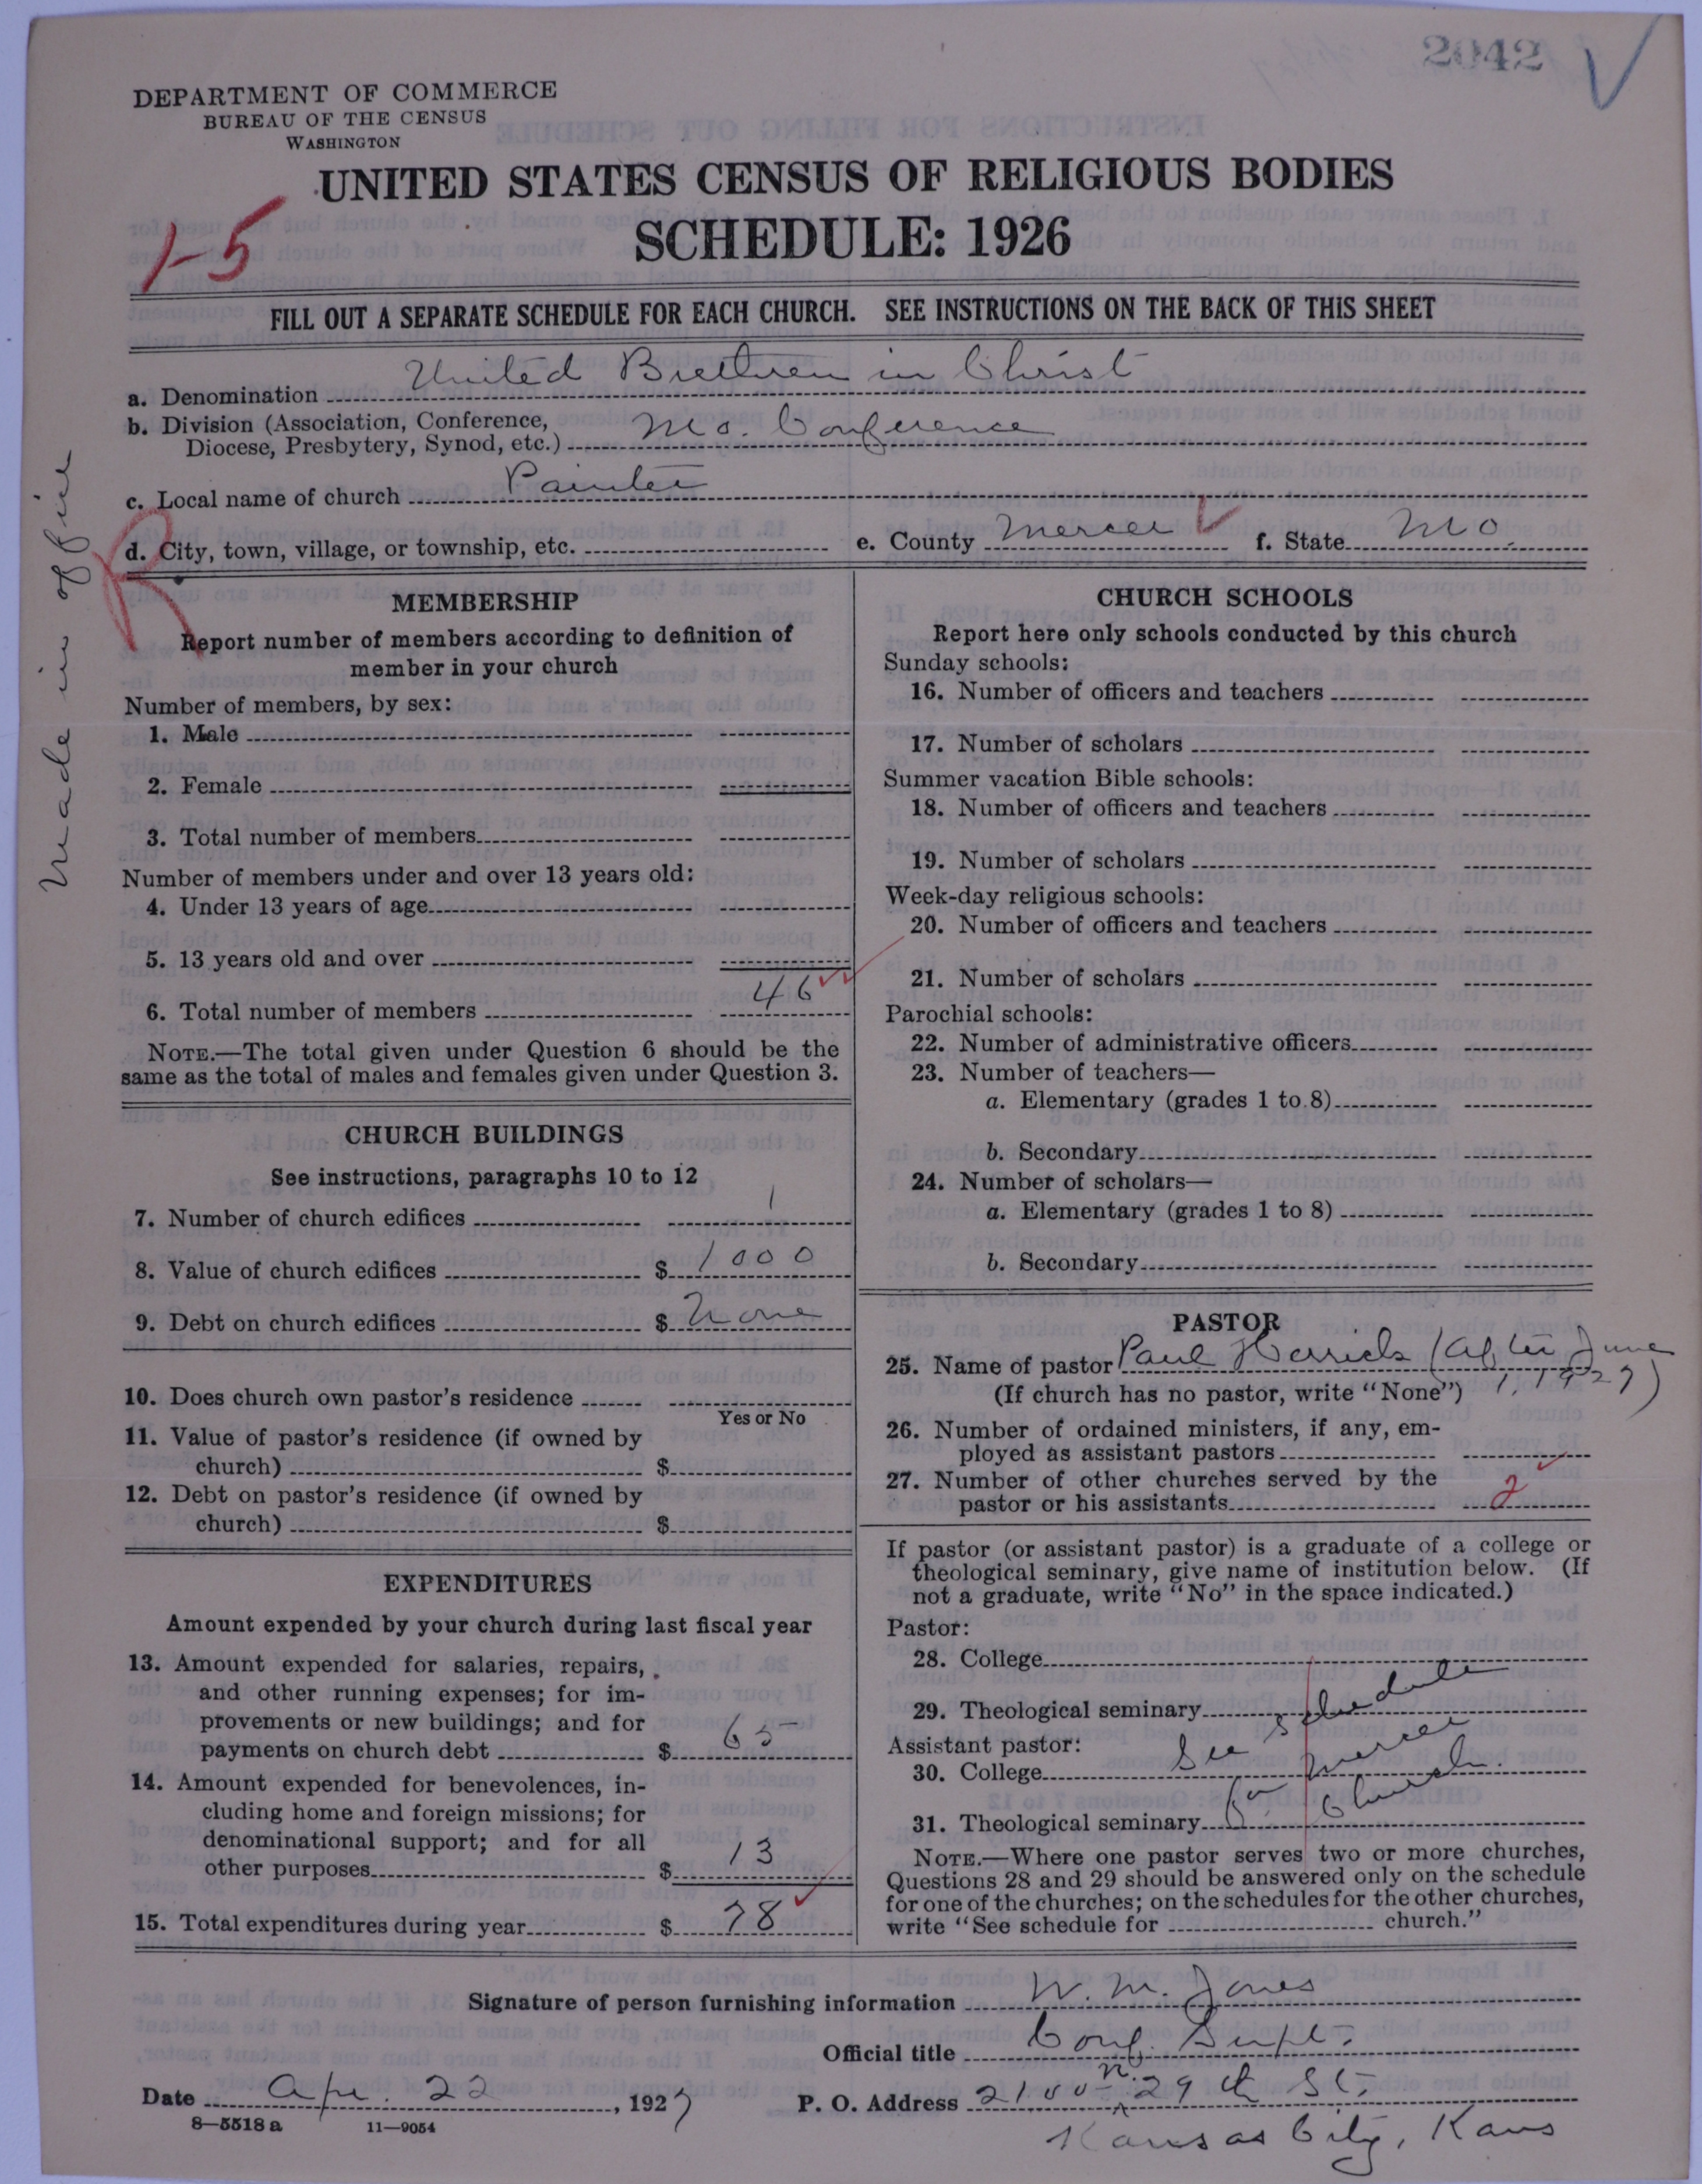 2042
DEPARTMENT OF COMMERCE
BUREAU OF THE CENSUS
WASHINGTON
UNITED STATES CENSUS OF RELIGIOUS BODIES
SCHEDULE: 1926
1-5
FILL OUT A SEPARATE SCHEDULE FOR EACH CHURCH. SEE INSTRUCTIONS ON THE BACK OF THIS SHEET
a. Denomination United Brethren in Christ
b. Division (Association, Conference, Diocese, Presbytery, Synod, etc.) Mo. Conference
c. Local name of church Painter
d. City, town, village, or township, etc. e. County Mercer f. State Mo.
R
Made in office
MEMBERSHIP
Report number of members according to definition of
member in your church
Number of members, by sex:
1. Male
2. Female
3. Total number of members
Number of members under and over 13 years old:
4. Under 13 years of age
5. 13 years old and over
6. Total number of members 46
NOTE.—The total given under Question 6 should be the
same as the total of males and females given under Question 3.
CHURCH BUILDINGS
See instructions, paragraphs 10 to 12
7. Number of church edifices 1
8. Value of church edifices $ 1000
9. Debt on church edifices $ None
10. Does church own pastor's residence
Yes or No
11. Value of pastor's residence (if owned by
church) $
12. Debt on pastor's residence (if owned by
church) $
EXPENDITURES
Amount expended by your church during last fiscal year
13. Amount expended for salaries, repairs,
and other running expenses; for im-
provements or new buildings; and for
payments on church debt $ 65
14. Amount expended for benevolences, in-
cluding home and foreign missions; for
denominational support; and for all
other purposes $ 13
15. Total expenditures during year $ 78
CHURCH SCHOOLS
Report here only schools conducted by this church
Sunday schools:
16. Number of officers and teachers
17. Number of scholars
Summer vacation Bible schools:
18. Number of officers and teachers
19. Number of scholars
Week-day religious schools:
20. Number of officers and teachers
21. Number of scholars
Parochial schools:
22. Number of administrative officers
23. Number of teachers—
a. Elementary (grades 1 to 8)
b. Secondary
24. Number of scholars—
a. Elementary (grades 1 to 8)
b. Secondary
PASTOR
25. Name of pastor Paul Herrick (after June
(If church has no pastor, write "None") 1, 1927)
26. Number of ordained ministers, if any, em-
ployed as assistant pastors
27. Number of other churches served by the
pastor or his assistants 2
If pastor (or assistant pastor) is a graduate of a college or
theological seminary, give name of institution below. (If
not a graduate, write "No" in the space indicated.)
Pastor:
28. College
29. Theological seminary
Assistant pastor:
30. College
31. Theological seminary
See schedule
for Mercer
Church.
NOTE.—Where one pastor serves two or more churches,
Questions 28 and 29 should be answered only on the schedule
for one of the churches; on the schedules for the other churches,
write "See schedule for church."
Signature of person furnishing information W. M. Jones
Official title Conf. Supt.
Date Apr. 22, 1927 P. O. Address 2100 N. 29th St.
8—5518 a 11—9054
Kansas City, Kans